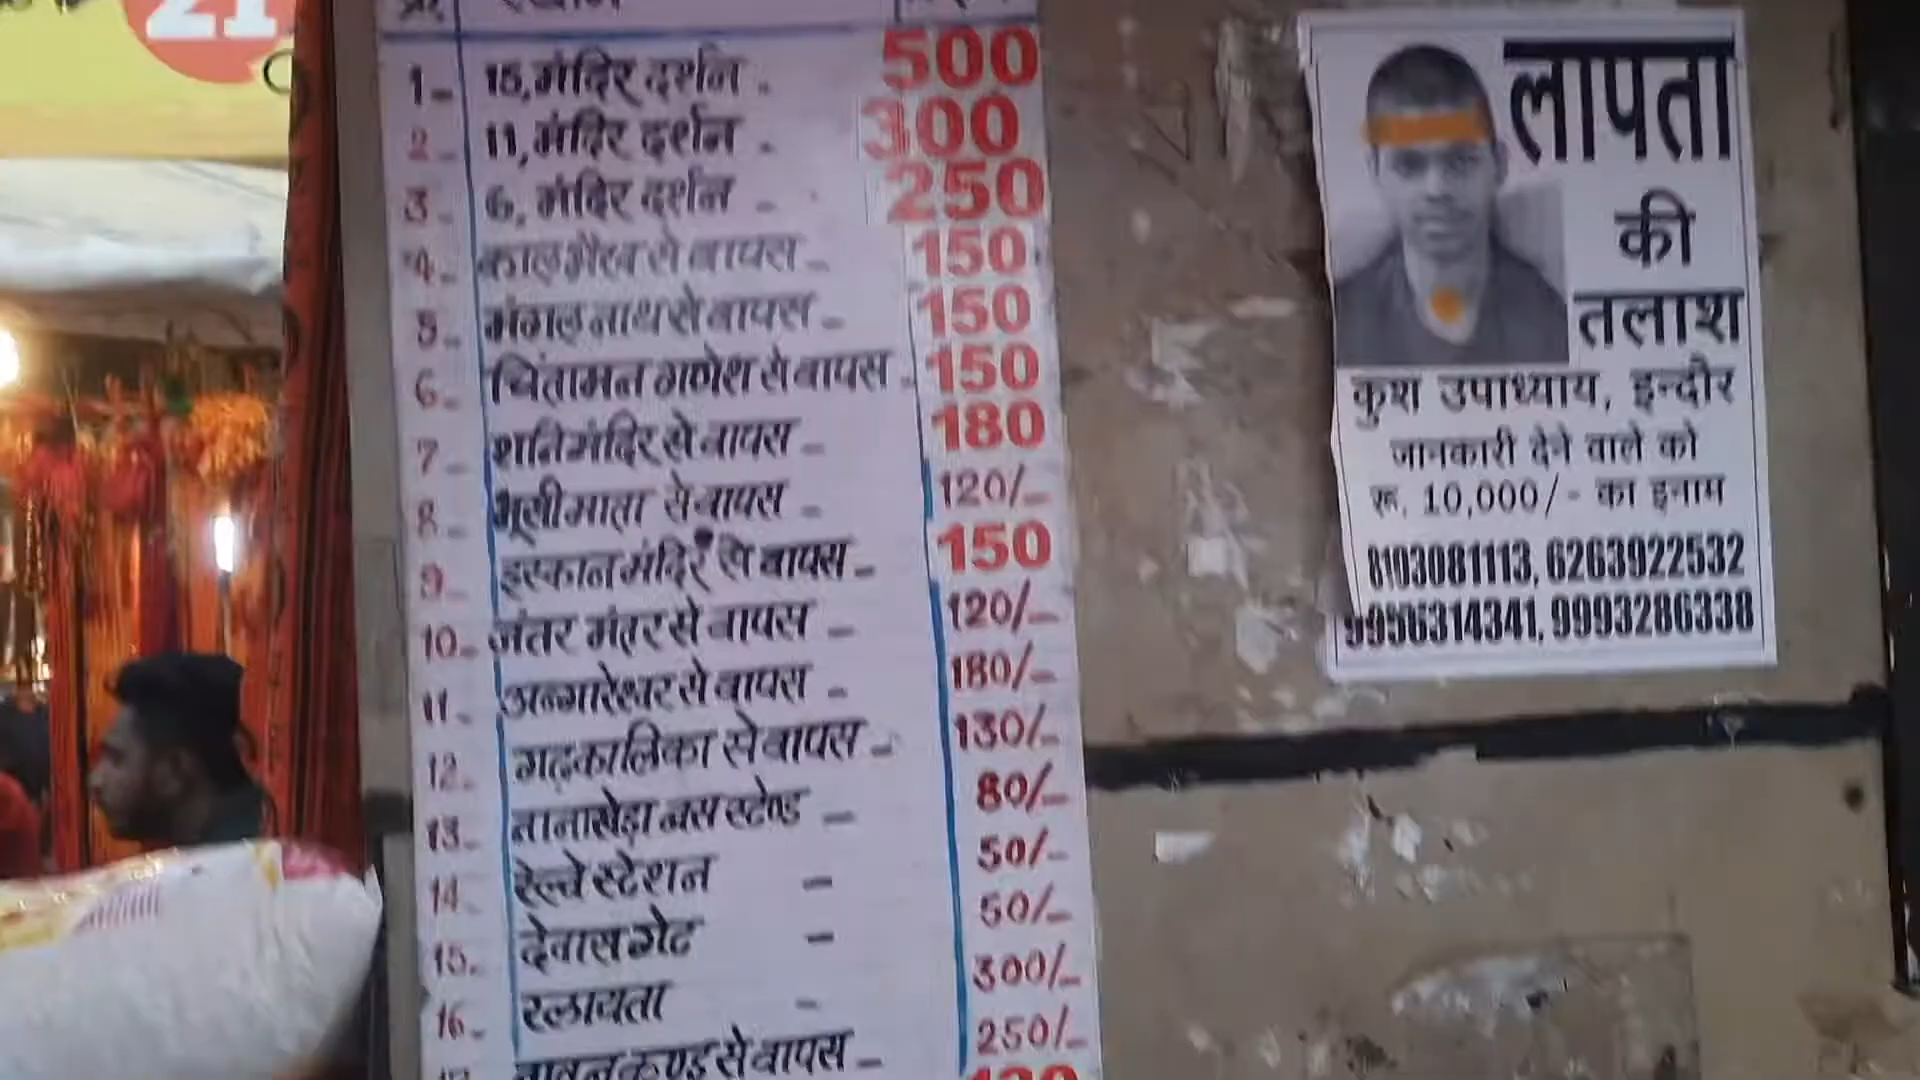 21
1- 15, मंदिर दर्शन - 500
2- 11, मंदिर दर्शन - 300
3- 6, मंदिर दर्शन - 250
4- कालभैरव से वापस - 150
5- मंगलनाथ से वापस - 150
6- चिंतामन गणेश से वापस - 150
7- शनि मंदिर से वापस - 180
8- भूखीमाता से वापस - 120/-
9- इस्कान मंदिर से वापस - 150
10- जंतर मंतर से वापस - 120/-
11- अन्गारेश्वर से वापस - 180/-
12- गढ़कालिका से वापस - 130/-
13- नानाखेड़ा बस स्टेण्ड - 80/-
14- रेल्वे स्टेशन - 50/-
15- देवास गेट - 50/-
16- रलायता - 300/-
बावन कुण्ड से वापस - 250/-
लापता
की
तलाश
कुश उपाध्याय, इन्दौर
जानकारी देने वाले को
रू. 10,000/- का इनाम
8103081113, 6263922532
9956314341, 9993286338